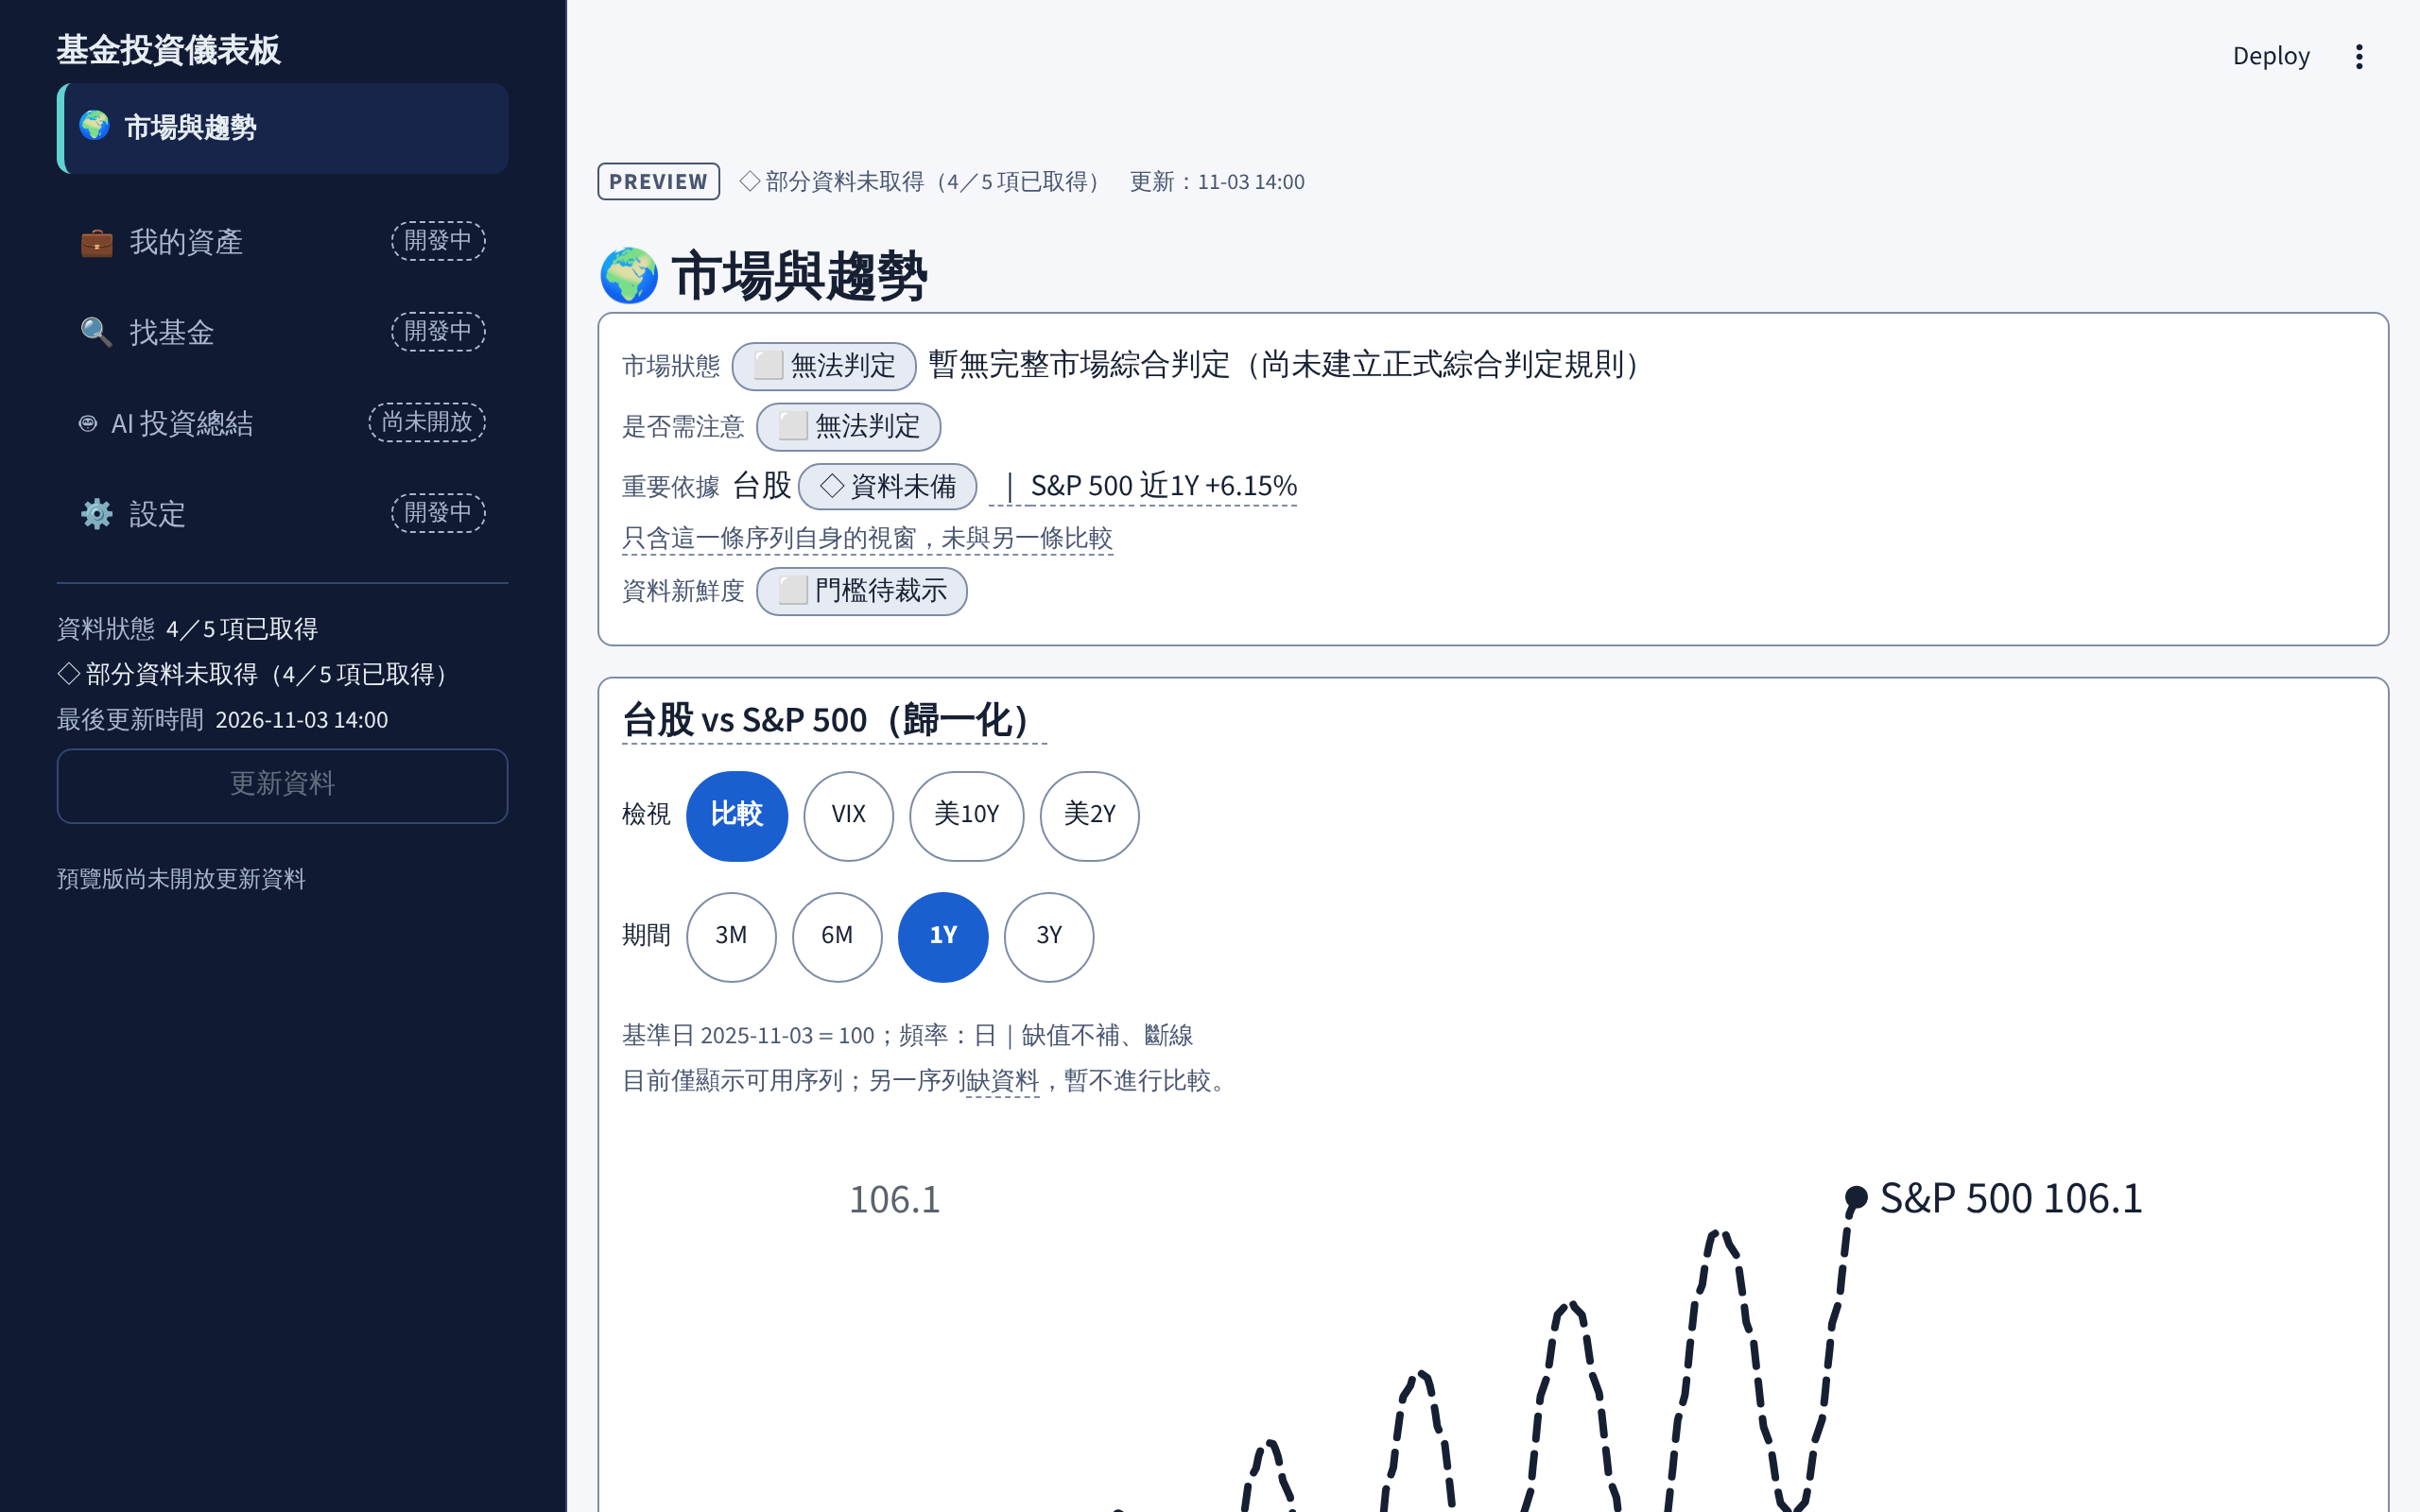 基金投資儀表板
🌍 市場與趨勢
💼 我的資產 開發中
🔍 找基金 開發中
AI 投資總結 尚未開放
⚙️ 設定 開發中
資料狀態 4／5 項已取得
◇ 部分資料未取得（4／5 項已取得）
最後更新時間 2026-11-03 14:00
更新資料
預覽版尚未開放更新資料
Deploy
PREVIEW ◇ 部分資料未取得（4／5 項已取得） 更新：11-03 14:00
🌍 市場與趨勢
市場狀態 ⬜ 無法判定 暫無完整市場綜合判定（尚未建立正式綜合判定規則）
是否需注意 ⬜ 無法判定
重要依據 台股 ◇ 資料未備 ｜ S&P 500 近1Y +6.15%
只含這一條序列自身的視窗，未與另一條比較
資料新鮮度 ⬜ 門檻待裁示
台股 vs S&P 500（歸一化）
檢視 比較 VIX 美10Y 美2Y
期間 3M 6M 1Y 3Y
基準日 2025-11-03＝100；頻率：日｜缺值不補、斷線
目前僅顯示可用序列；另一序列缺資料，暫不進行比較。
106.1
S&P 500 106.1